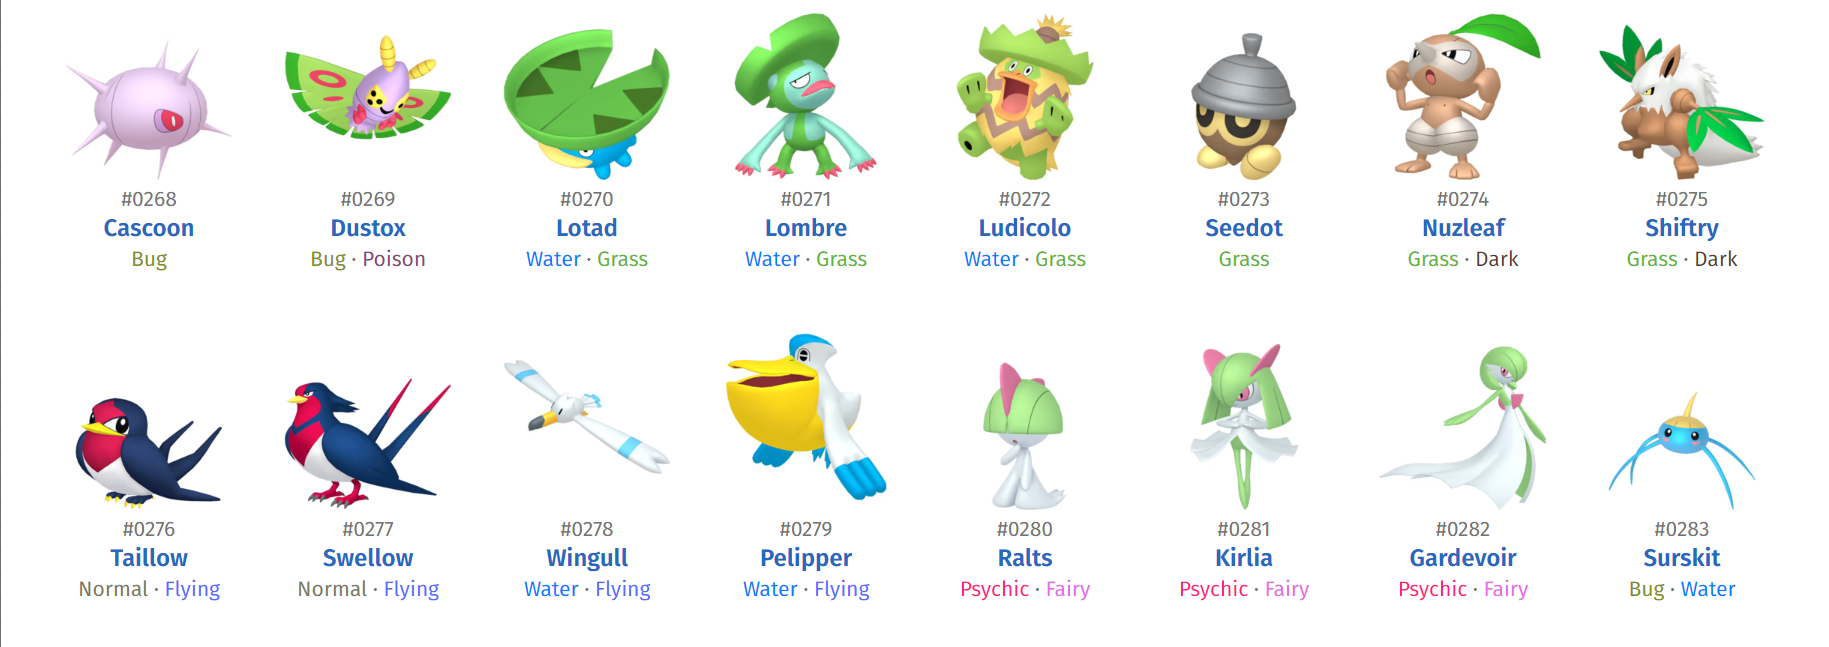 #0268
Cascoon
Bug
#0269
Dustox
Bug · Poison
#0270
Lotad
Water · Grass
#0271
Lombre
Water · Grass
#0272
Ludicolo
Water · Grass
#0273
Seedot
Grass
#0274
Nuzleaf
Grass · Dark
#0275
Shiftry
Grass · Dark
#0276
Taillow
Normal · Flying
#0277
Swellow
Normal · Flying
#0278
Wingull
Water · Flying
#0279
Pelipper
Water · Flying
#0280
Ralts
Psychic · Fairy
#0281
Kirlia
Psychic · Fairy
#0282
Gardevoir
Psychic · Fairy
#0283
Surskit
Bug · Water